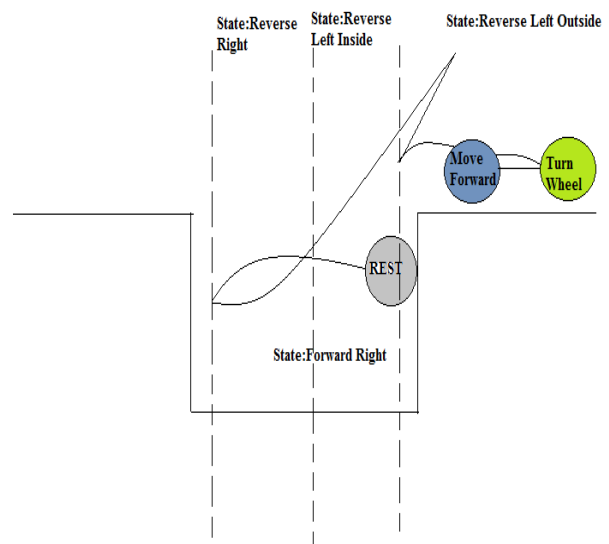 State:Reverse
Right
State:Reverse
Left Inside
State:Reverse Left Outside
Move
Forward
Turn
Wheel
REST
State:Forward Right